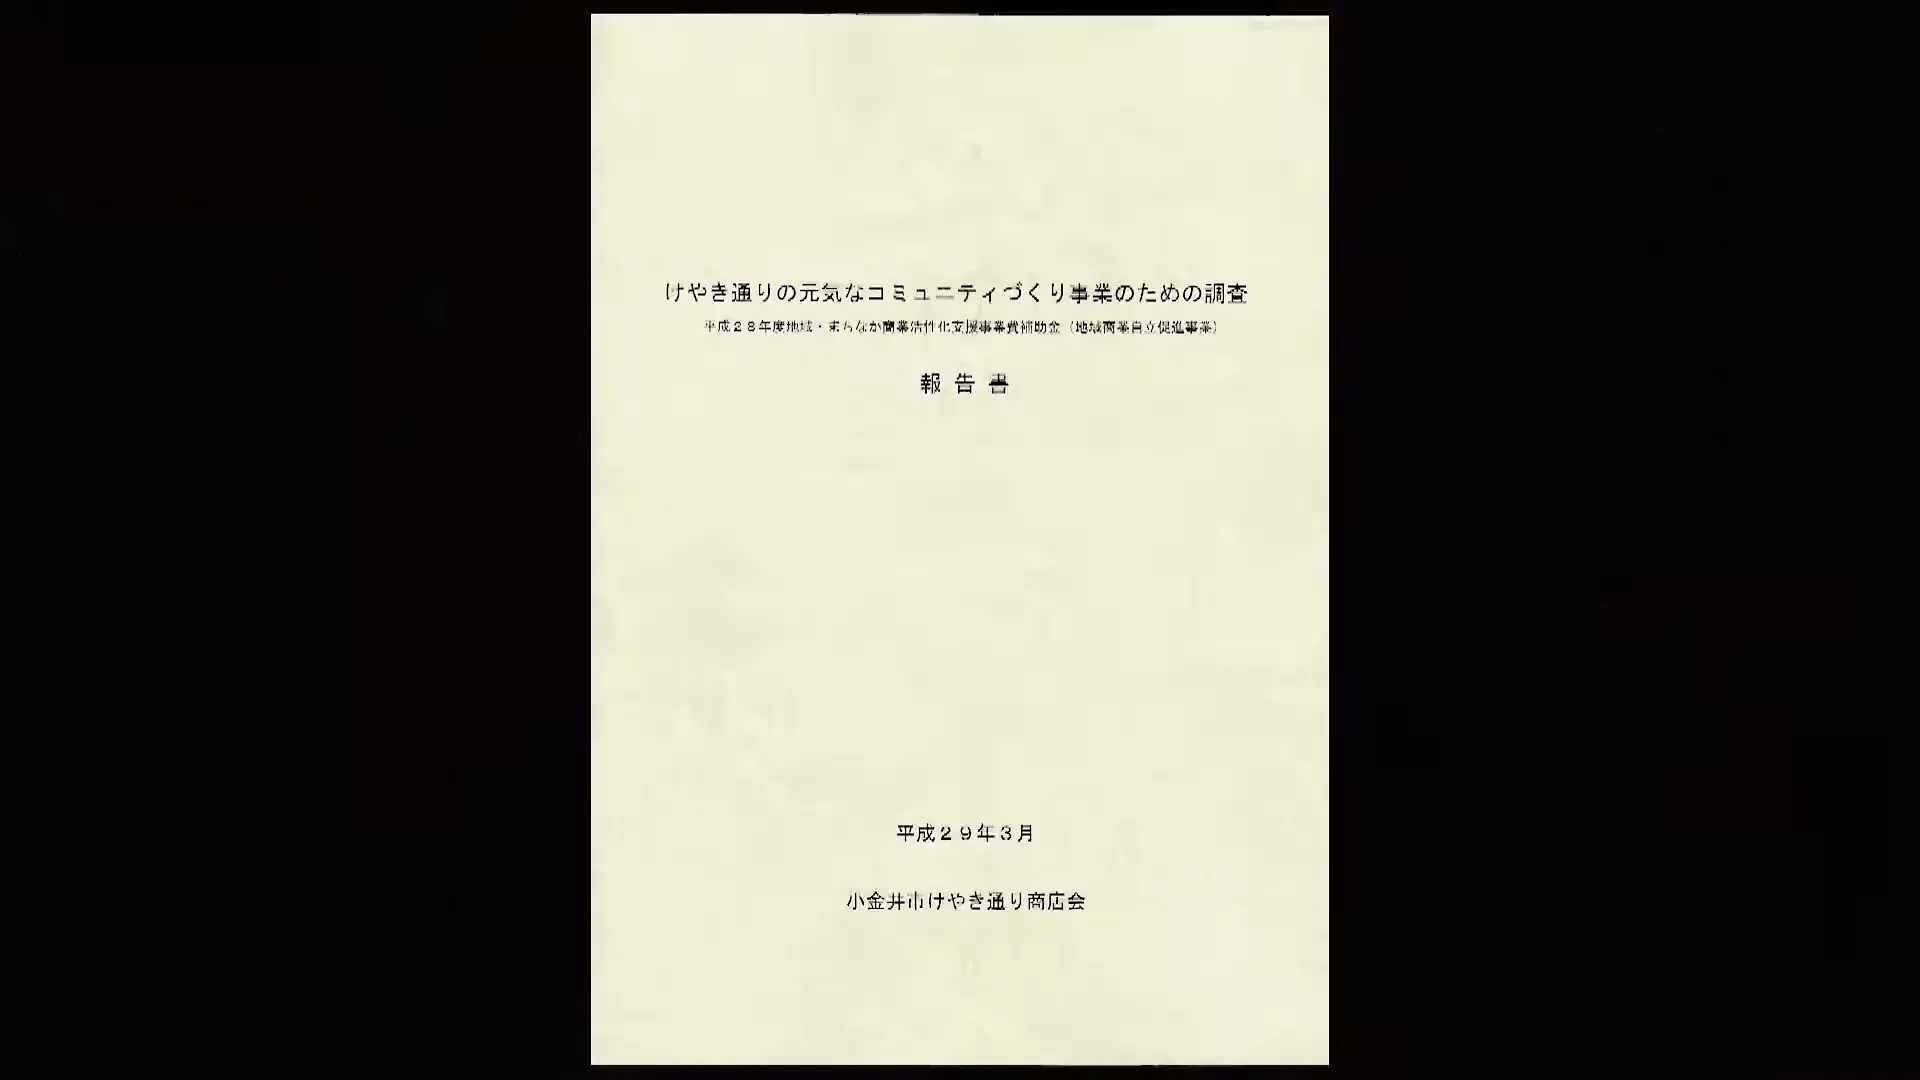 けやき通りの元気なコミュニティづくり事業のための調査
平成２８年度地域・まちなか商業活性化支援事業費補助金（地域商業自立促進事業）
報 告 書
平成２９年３月
小金井市けやき通り商店会